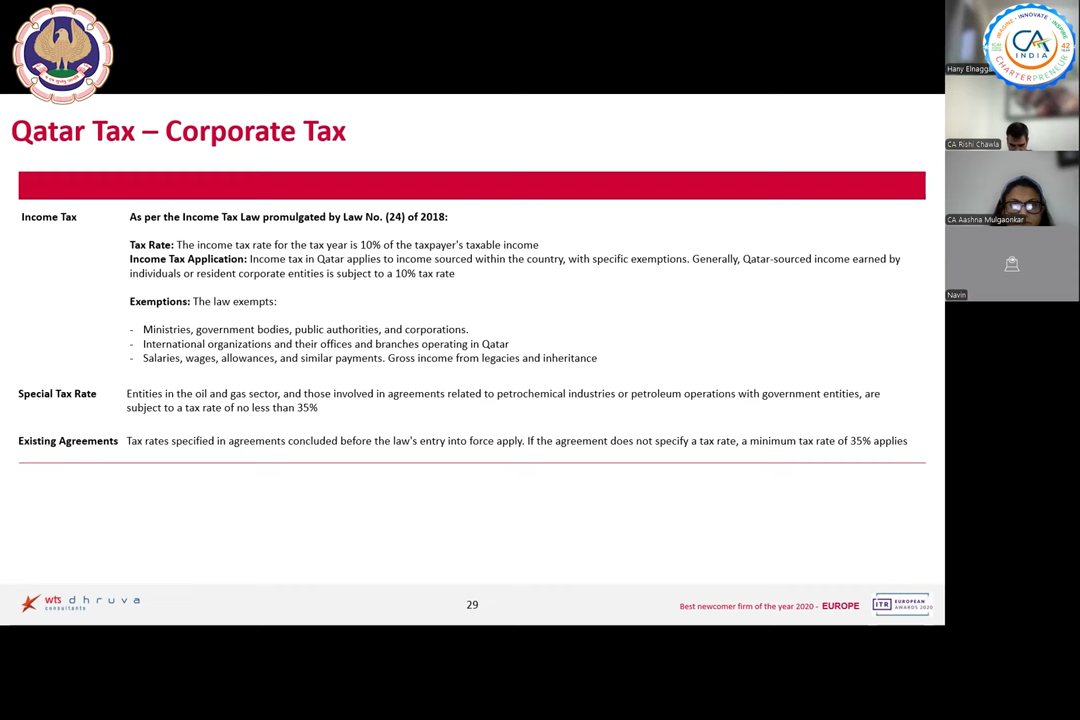 Qatar Tax – Corporate Tax
Income Tax
As per the Income Tax Law promulgated by Law No. (24) of 2018:
Tax Rate: The income tax rate for the tax year is 10% of the taxpayer's taxable income
Income Tax Application: Income tax in Qatar applies to income sourced within the country, with specific exemptions. Generally, Qatar-sourced income earned by
individuals or resident corporate entities is subject to a 10% tax rate
Exemptions: The law exempts:
- Ministries, government bodies, public authorities, and corporations.
- International organizations and their offices and branches operating in Qatar
- Salaries, wages, allowances, and similar payments. Gross income from legacies and inheritance
Special Tax Rate
Entities in the oil and gas sector, and those involved in agreements related to petrochemical industries or petroleum operations with government entities, are
subject to a tax rate of no less than 35%
Existing Agreements
Tax rates specified in agreements concluded before the law's entry into force apply. If the agreement does not specify a tax rate, a minimum tax rate of 35% applies
wts dhruva
consultants
29
Best newcomer firm of the year 2020 - EUROPE
ITR EUROPEAN
AWARDS 2020
IMAGINE · INNOVATE · INSPIRE
CA
INDIA
42
CHARTERPRENEUR
Hany Elnagga
CA Rishi Chawla
CA Aashna Mulgaonkar
Navin